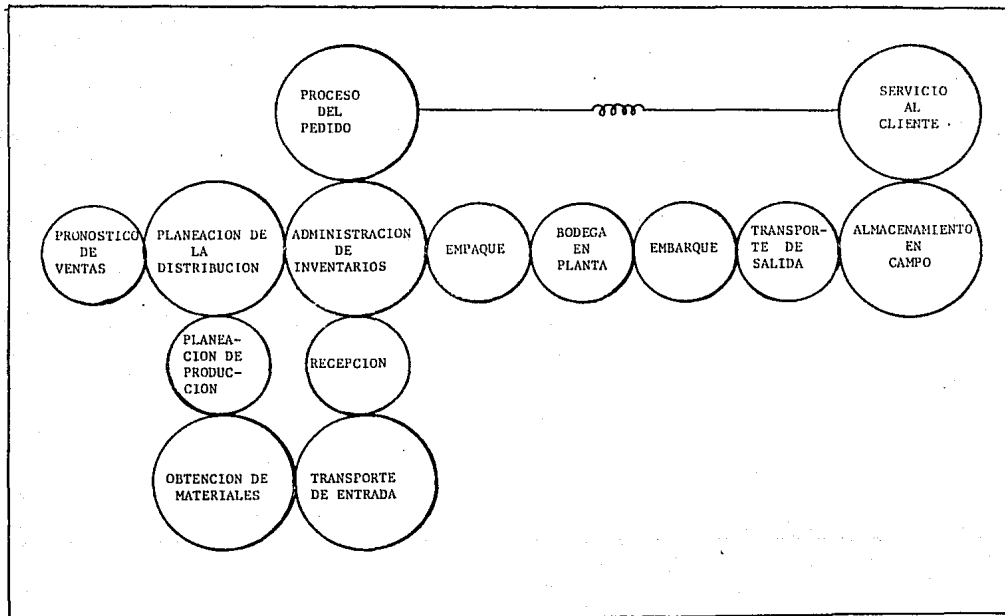 PROCESO
DEL
PEDIDO
SERVICIO
AL
CLIENTE
PRONOSTICO
DE
VENTAS
PLANEACION DE
LA
DISTRIBUCION
ADMINISTRACION
DE
INVENTARIOS
EMPAQUE
BODEGA
EN
PLANTA
EMBARQUE
TRANSPOR-
TE DE
SALIDA
ALMACENAMIENTO
EN
CAMPO
PLANEA-
CION DE
PRODUC-
CION
RECEPCION
OBTENCION DE
MATERIALES
TRANSPORTE
DE ENTRADA